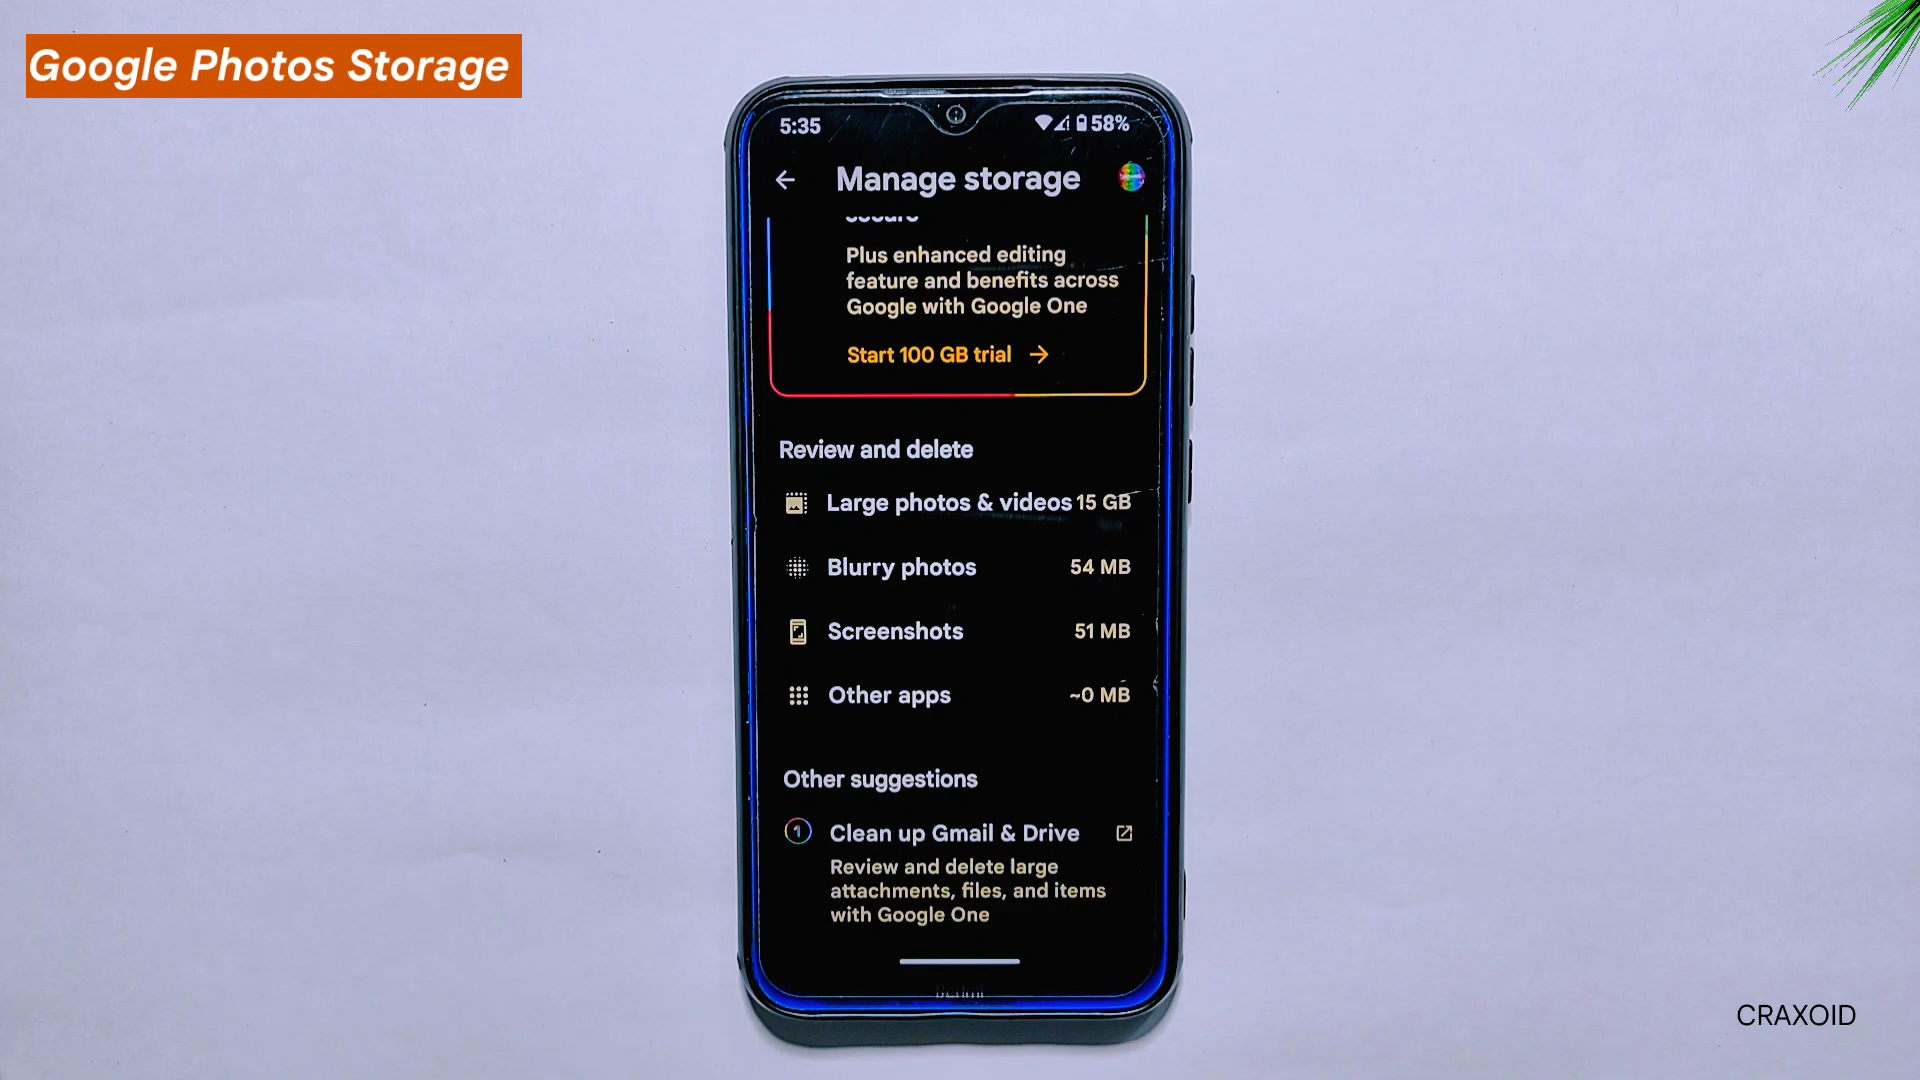 Google Photos Storage
5:35
58%
Manage storage
Plus enhanced editing
feature and benefits across
Google with Google One
Start 100 GB trial
Review and delete
Large photos & videos 15 GB
Blurry photos 54 MB
Screenshots 51 MB
Other apps ~0 MB
Other suggestions
1 Clean up Gmail & Drive
Review and delete large
attachments, files, and items
with Google One
CRAXOID